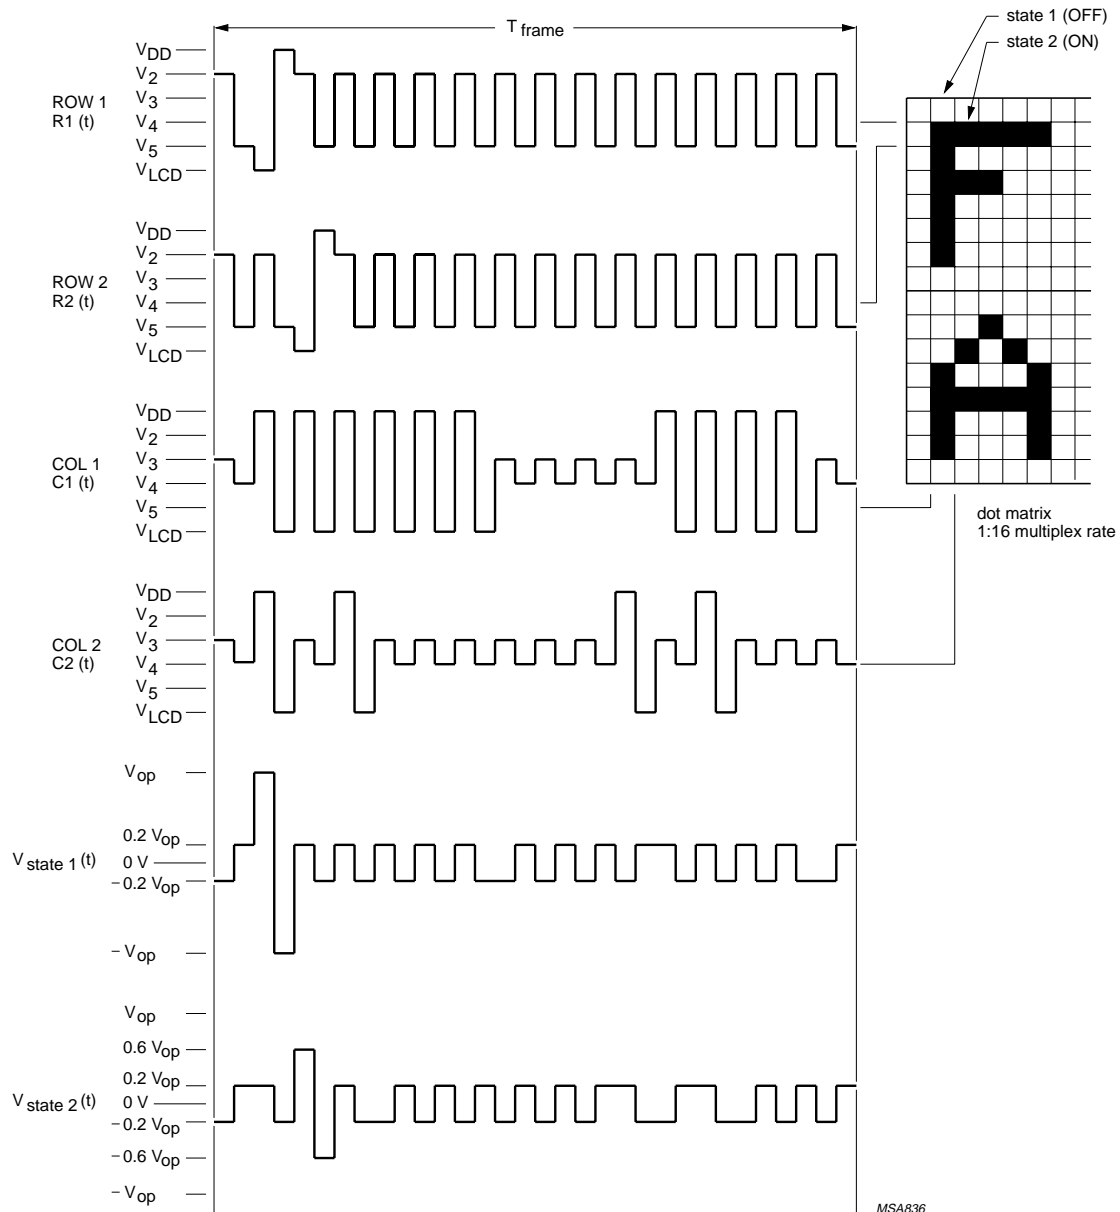 T frame
state 1 (OFF)
state 2 (ON)
ROW 1
R1 (t)
VDD
V2
V3
V4
V5
VLCD
ROW 2
R2 (t)
VDD
V2
V3
V4
V5
VLCD
COL 1
C1 (t)
VDD
V2
V3
V4
V5
VLCD
dot matrix
1:16 multiplex rate
COL 2
C2 (t)
VDD
V2
V3
V4
V5
VLCD
V state 1 (t)
Vop
0.2 Vop
0 V
−0.2 Vop
−Vop
V state 2 (t)
Vop
0.6 Vop
0.2 Vop
0 V
−0.2 Vop
−0.6 Vop
−Vop
MSA836